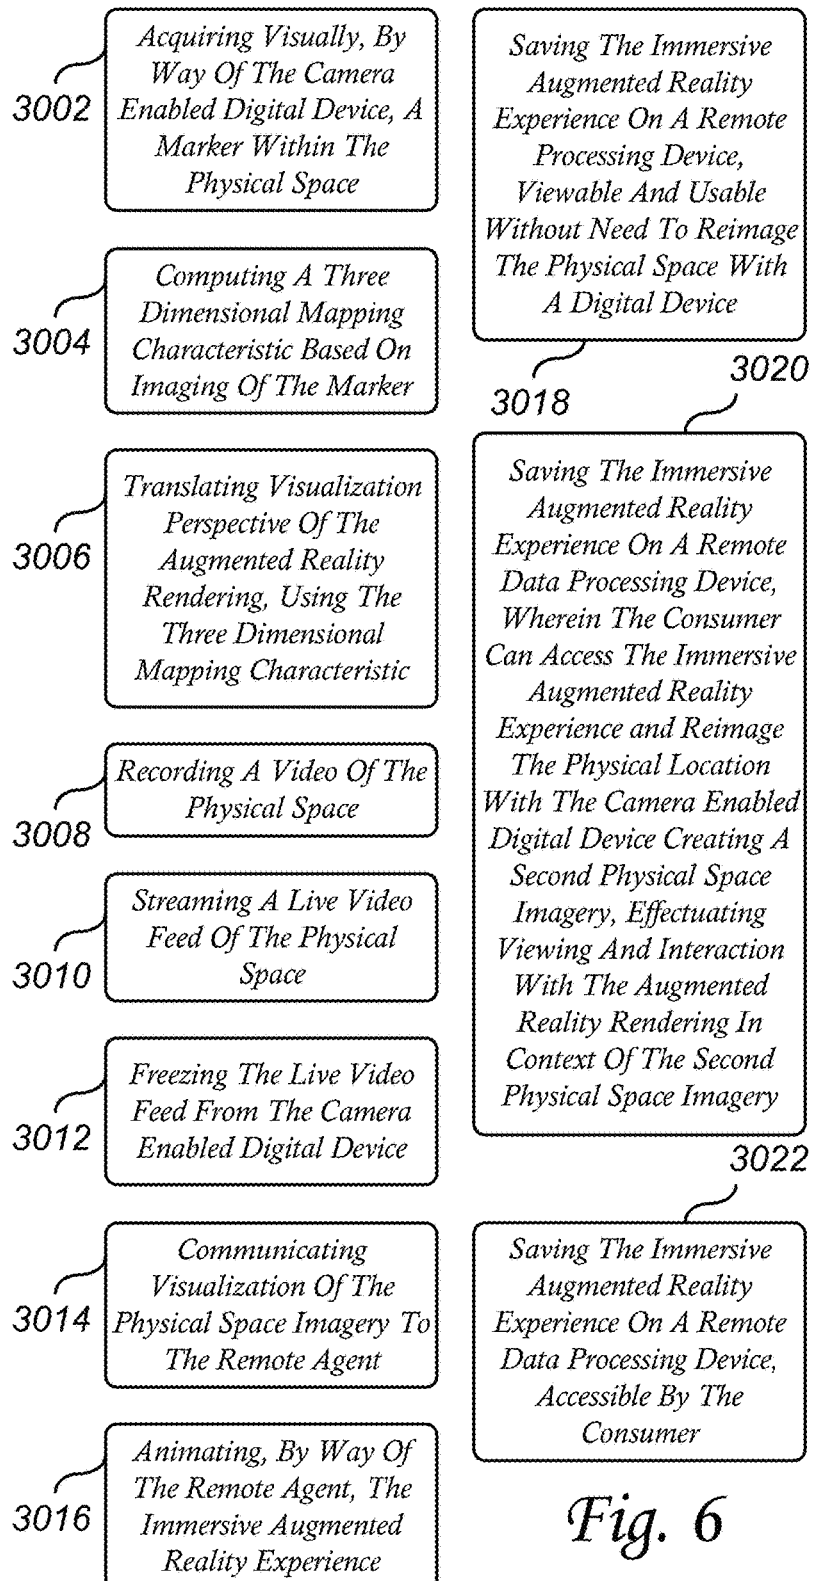 Acquiring Visually, By
Way Of The Camera
Enabled Digital Device, A
Marker Within The
Physical Space
3002
Computing A Three
Dimensional Mapping
Characteristic Based On
Imaging Of The Marker
3004
Translating Visualization
Perspective Of The
Augmented Reality
Rendering, Using The
Three Dimensional
Mapping Characteristic
3006
Recording A Video Of The
Physical Space
3008
Streaming A Live Video
Feed Of The Physical
Space
3010
Freezing The Live Video
Feed From The Camera
Enabled Digital Device
3012
Communicating
Visualization Of The
Physical Space Imagery To
The Remote Agent
3014
Animating, By Way Of
The Remote Agent, The
Immersive Augmented
Reality Experience
3016
Saving The Immersive
Augmented Reality
Experience On A Remote
Processing Device,
Viewable And Usable
Without Need To Reimage
The Physical Space With
A Digital Device
3018
3020
Saving The Immersive
Augmented Reality
Experience On A Remote
Data Processing Device,
Wherein The Consumer
Can Access The Immersive
Augmented Reality
Experience and Reimage
The Physical Location
With The Camera Enabled
Digital Device Creating A
Second Physical Space
Imagery, Effectuating
Viewing And Interaction
With The Augmented
Reality Rendering In
Context Of The Second
Physical Space Imagery
3022
Saving The Immersive
Augmented Reality
Experience On A Remote
Data Processing Device,
Accessible By The
Consumer
Fig. 6